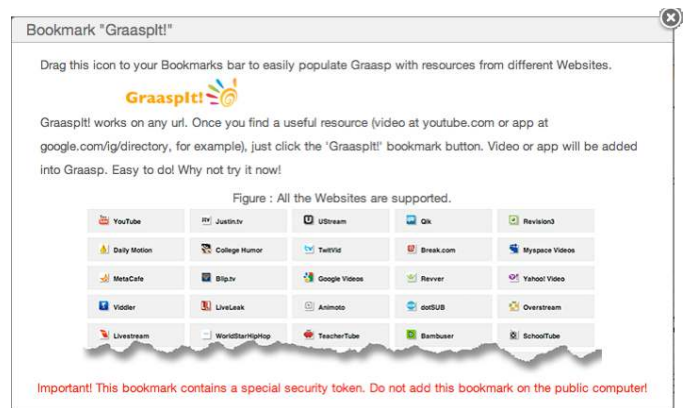 Bookmark "GraaspIt!"
Drag this icon to your Bookmarks bar to easily populate Graasp with resources from different Websites.
GraaspIt!
GraaspIt! works on any url. Once you find a useful resource (video at youtube.com or app at
google.com/ig/directory, for example), just click the 'GraaspIt!' bookmark button. Video or app will be added
into Graasp. Easy to do! Why not try it now!
Figure : All the Websites are supported.
YouTube Justin.tv UStream Qik Revision3
Daily Motion College Humor TwitVid Break.com Myspace Videos
MetaCafe Blip.tv Google Videos Revver Yahoo! Video
Viddler LiveLeak Animoto dotSUB Overstream
Livestream WorldStarHipHop TeacherTube Bambuser SchoolTube
Important! This bookmark contains a special security token. Do not add this bookmark on the public computer!